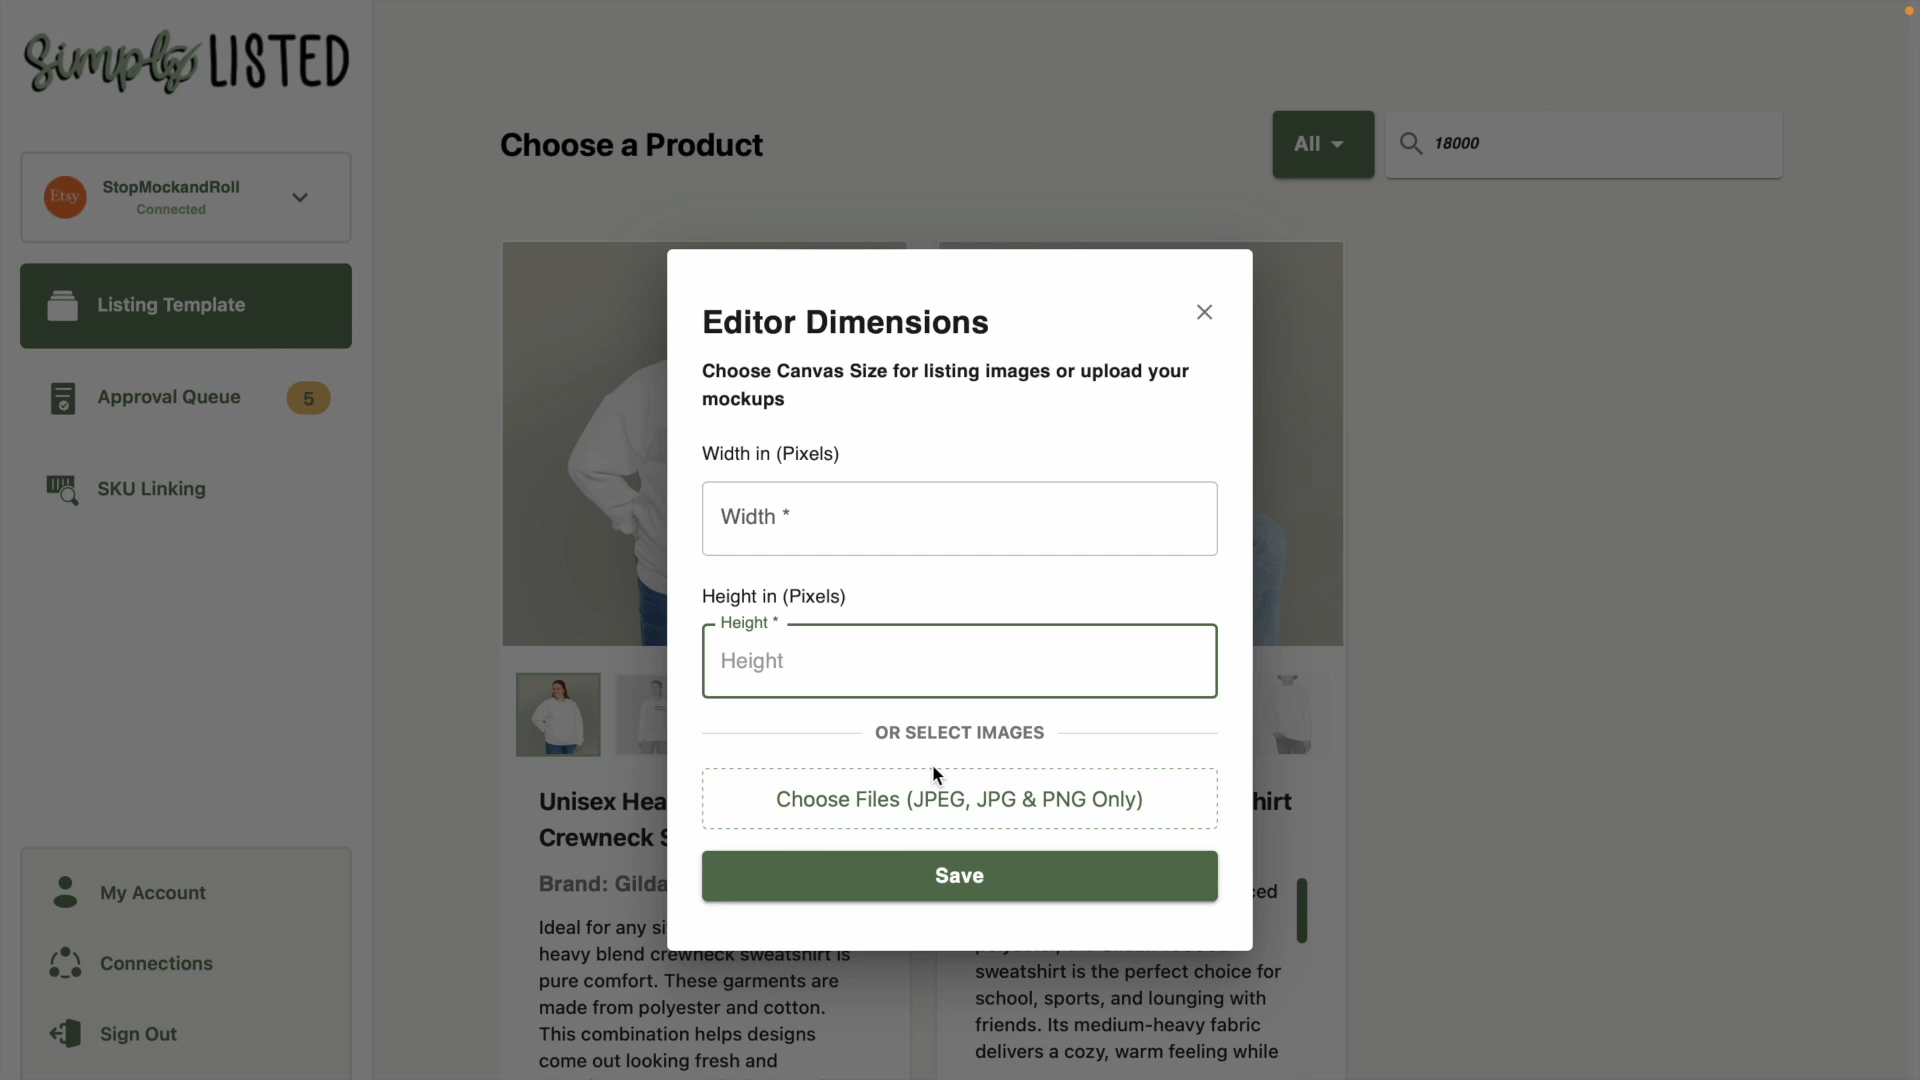 Simply LISTED
Etsy
StopMockandRoll
Connected
Listing Template
Approval Queue
5
SKU Linking
My Account
Connections
Sign Out
Choose a Product
All
18000
Editor Dimensions
Choose Canvas Size for listing images or upload your
mockups
Width in (Pixels)
Width *
Height in (Pixels)
Height *
Height
OR SELECT IMAGES
Choose Files (JPEG, JPG & PNG Only)
Save
Unisex Hea
Crewneck S
Brand: Gilda
Ideal for any si
heavy blend crewneck sweatshirt is
pure comfort. These garments are
made from polyester and cotton.
This combination helps designs
come out looking fresh and
hirt
ced
sweatshirt is the perfect choice for
school, sports, and lounging with
friends. Its medium-heavy fabric
delivers a cozy, warm feeling while